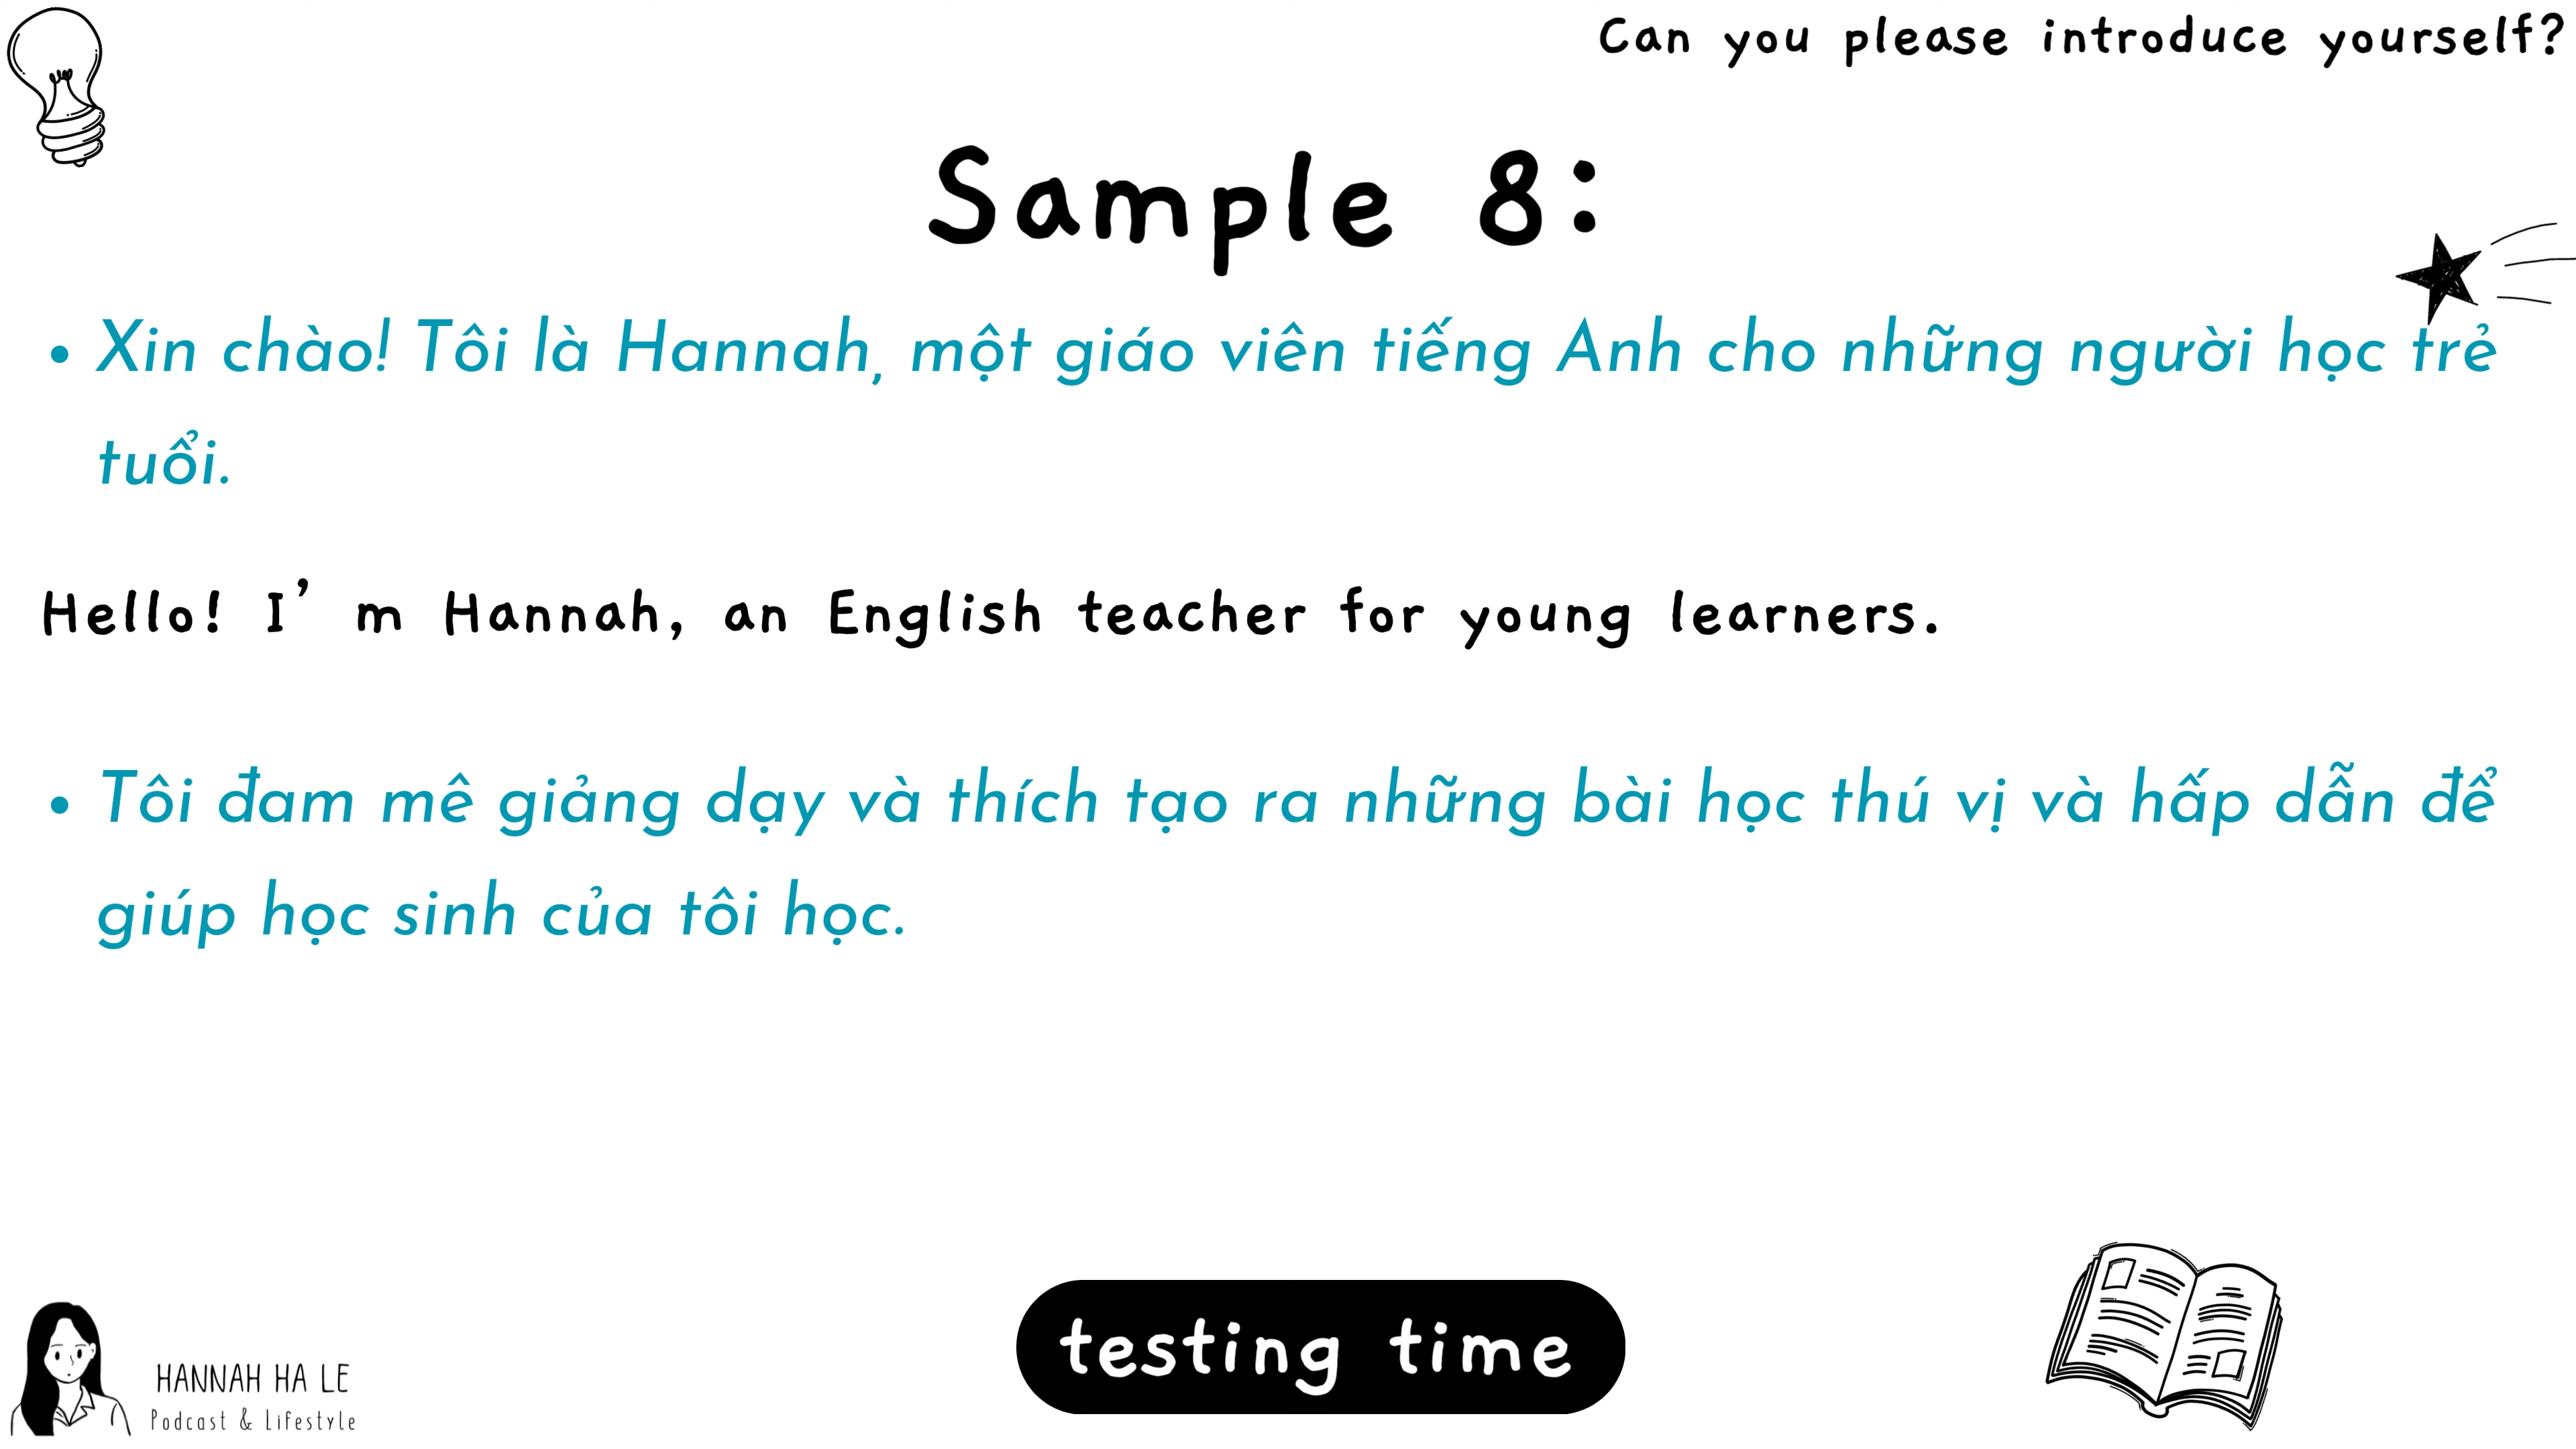 Can you please introduce yourself?
Sample 8:
• Xin chào! Tôi là Hannah, một giáo viên tiếng Anh cho những người học trẻ
tuổi.
Hello! I’m Hannah, an English teacher for young learners.
• Tôi đam mê giảng dạy và thích tạo ra những bài học thú vị và hấp dẫn để
giúp học sinh của tôi học.
testing time
HANNAH HA LE
Podcast & Lifestyle